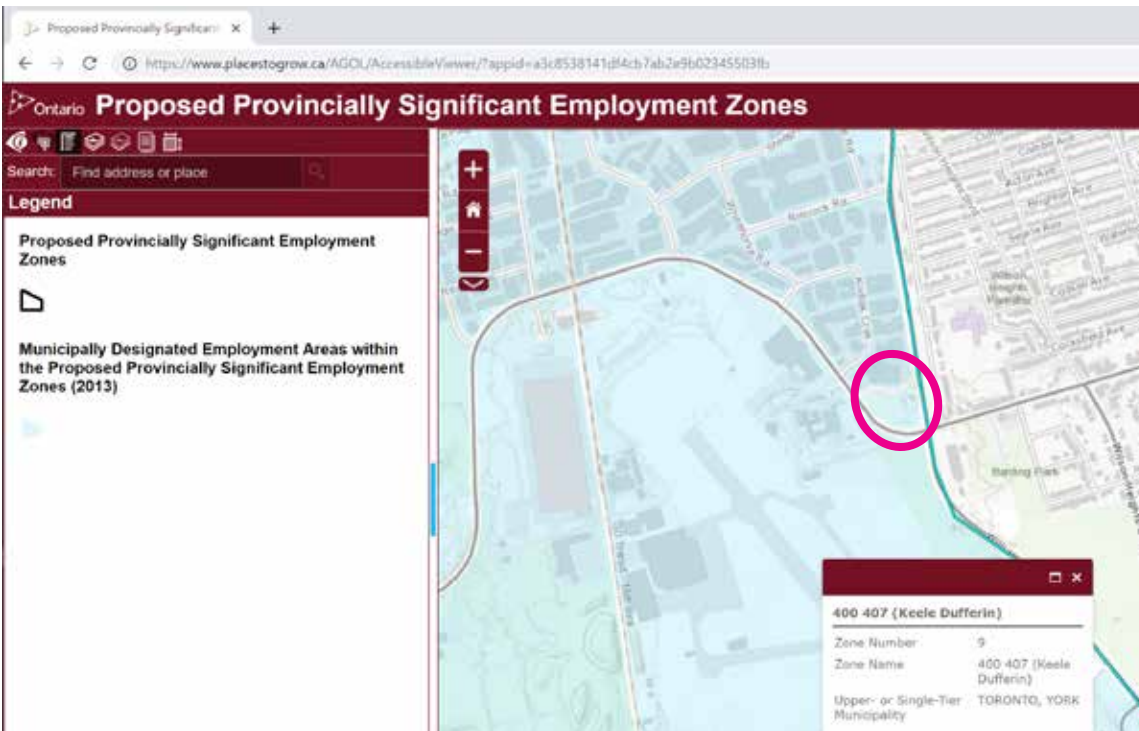 Proposed Provincially Significan
https://www.placestogrow.ca/AGOL/AccessibleViewer/?appid=a3c8538141df4cb7ab2e9b02345503fb
Ontario Proposed Provincially Significant Employment Zones
Search: Find address or place
Legend
Proposed Provincially Significant Employment
Zones
Municipally Designated Employment Areas within
the Proposed Provincially Significant Employment
Zones (2013)
Banting Park
400 407 (Keele Dufferin)
Zone Number 9
Zone Name 400 407 (Keele
Dufferin)
Upper- or Single-Tier TORONTO, YORK
Municipality